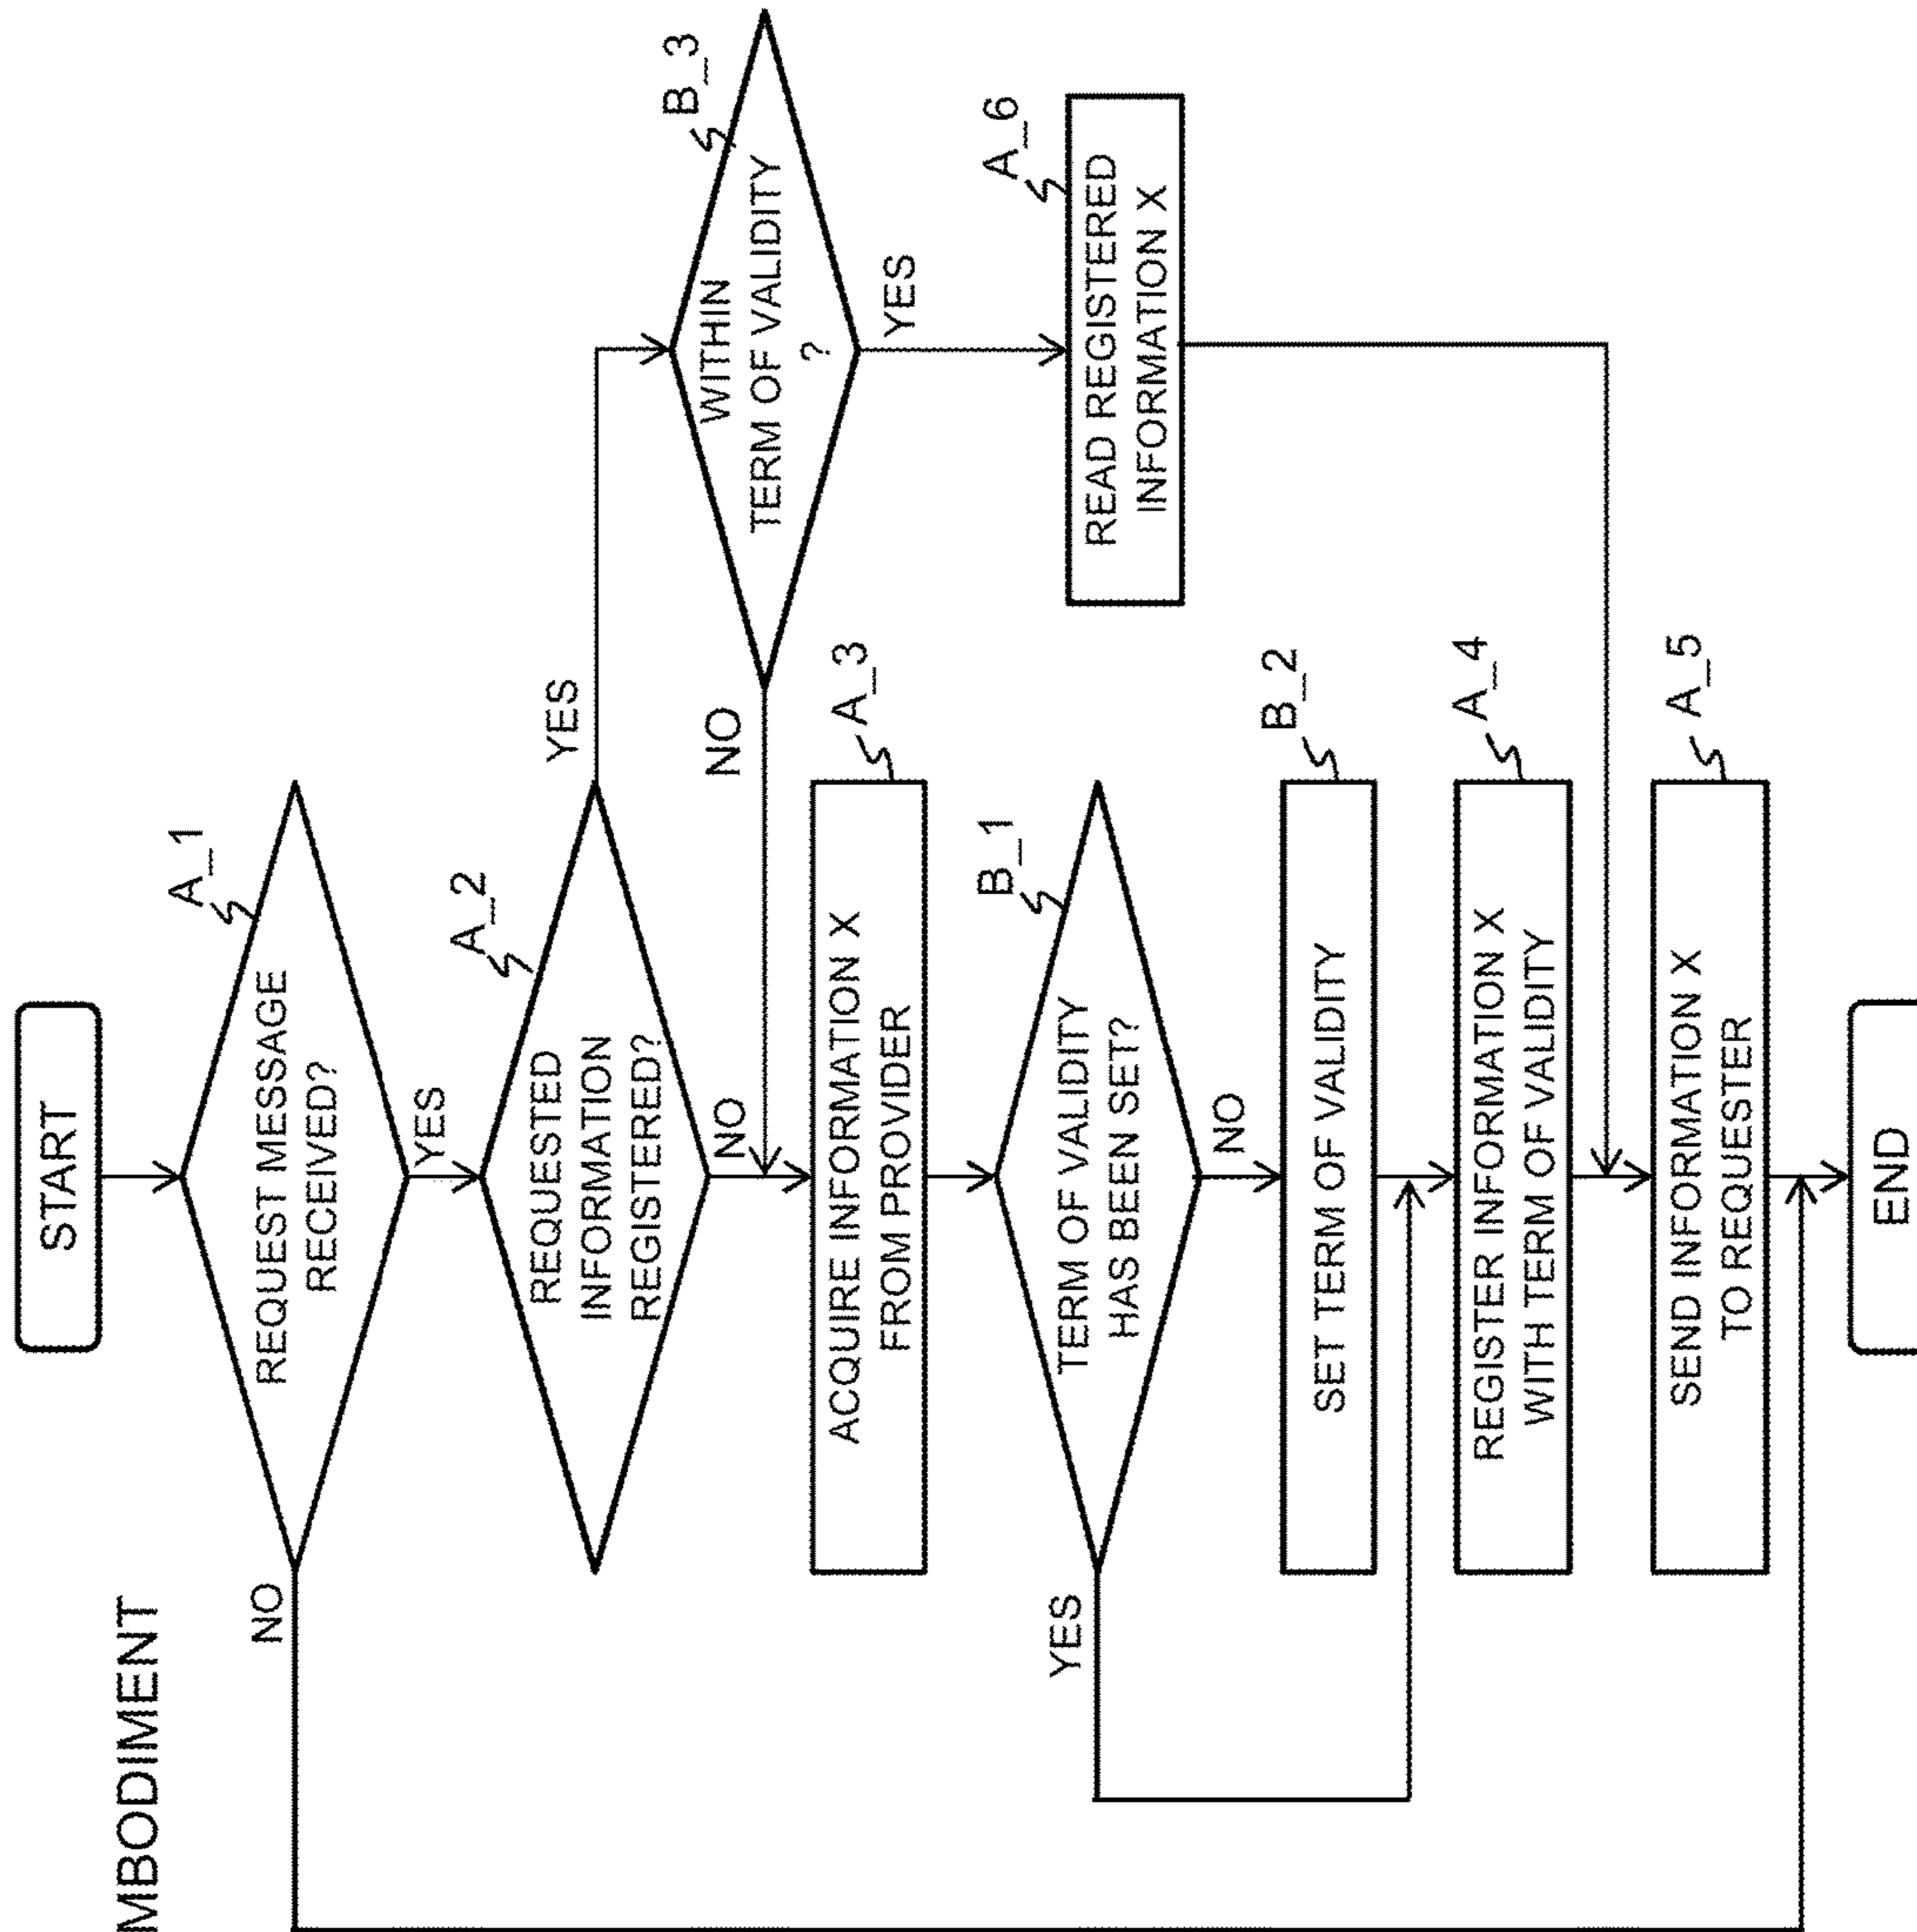 MBODIMENT
START
A_1
REQUEST MESSAGE
RECEIVED?
NO
YES
A_2
REQUESTED
INFORMATION
REGISTERED?
YES
NO
B_3
WITHIN
TERM OF VALIDITY
?
NO
YES
A_3
ACQUIRE INFORMATION X
FROM PROVIDER
A_6
READ REGISTERED
INFORMATION X
B_1
TERM OF VALIDITY
HAS BEEN SET?
YES
NO
B_2
SET TERM OF VALIDITY
A_4
REGISTER INFORMATION X
WITH TERM OF VALIDITY
A_5
SEND INFORMATION X
TO REQUESTER
END